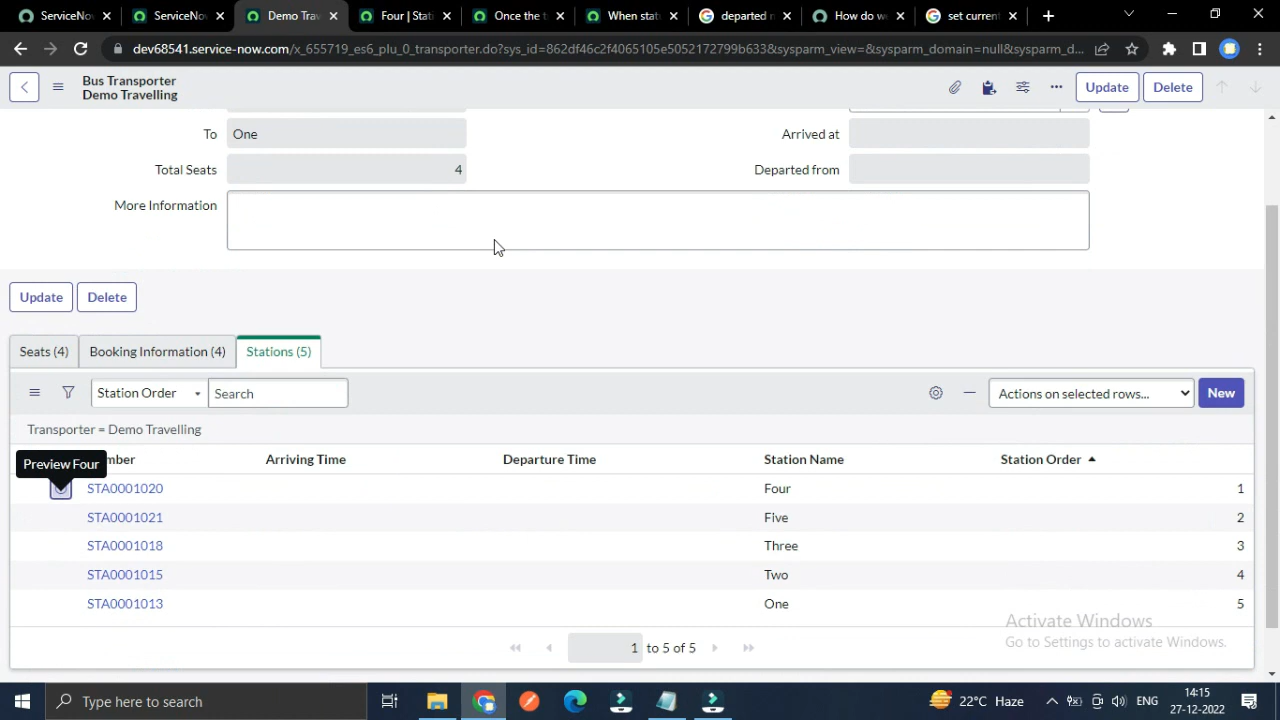 ServiceNo
ServiceNov
Demo Trav
Four | Stati
Once the t
When stat
departed n
How do we
set current
dev68541.service-now.com/x_655719_es6_plu_0_transporter.do?sys_id=862df46c2f4065105e5052172799b633&sysparm_view=&sysparm_domain=null&sysparm_d...
Bus Transporter
Demo Travelling
Update
Delete
To
One
Arrived at
Total Seats
4
Departed from
More Information
Update
Delete
Seats (4)
Booking Information (4)
Stations (5)
Station Order
Search
Actions on selected rows...
New
Transporter = Demo Travelling
Preview Four
mber
Arriving Time
Departure Time
Station Name
Station Order
STA0001020 Four 1
STA0001021 Five 2
STA0001018 Three 3
STA0001015 Two 4
STA0001013 One 5
1 to 5 of 5
Activate Windows
Go to Settings to activate Windows.
Type here to search
22°C Haze
ENG
14:15
27-12-2022